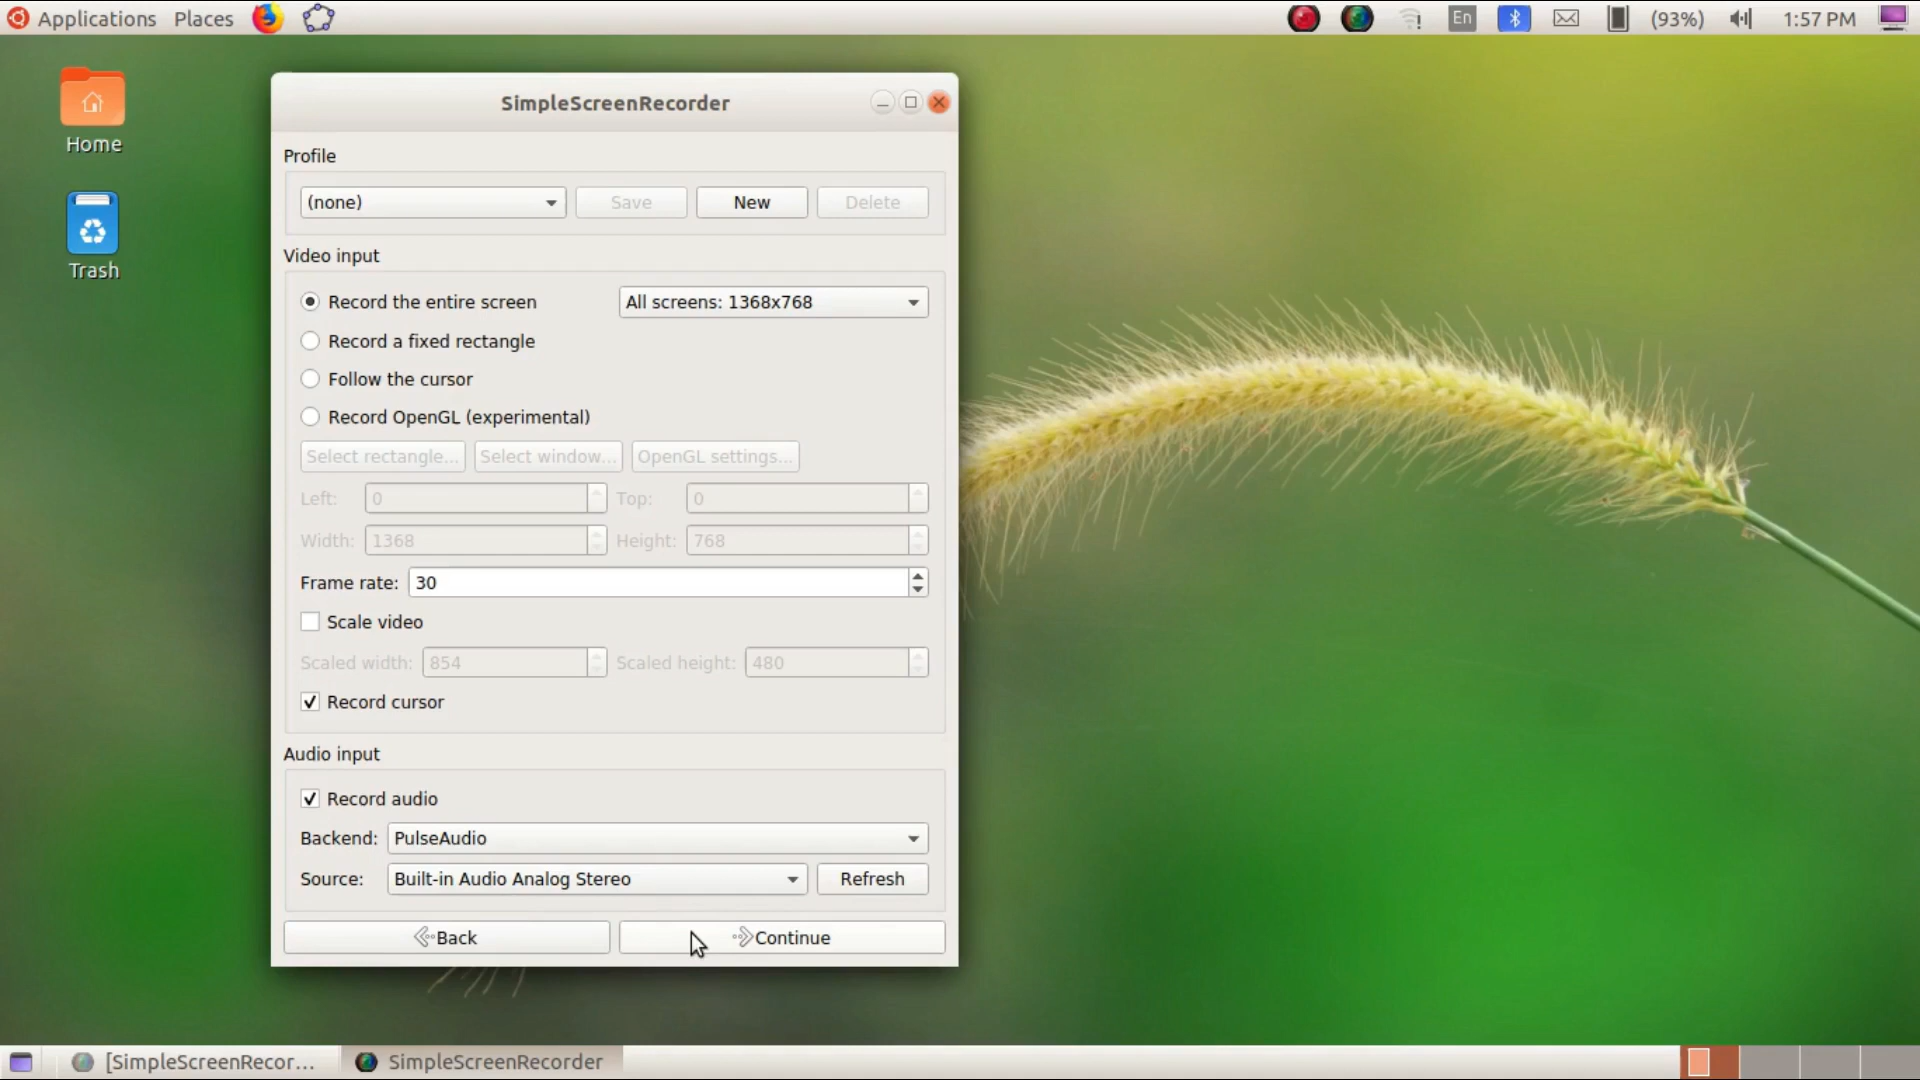 Applications Places En (93%) 1:57 PM
Home
Trash
SimpleScreenRecorder
Profile
(none) Save New Delete
Video input
Record the entire screen All screens: 1368x768
Record a fixed rectangle
Follow the cursor
Record OpenGL (experimental)
Select rectangle... Select window... OpenGL settings...
Left: 0 Top: 0
Width: 1368 Height: 768
Frame rate: 30
Scale video
Scaled width: 854 Scaled height: 480
Record cursor
Audio input
Record audio
Backend: PulseAudio
Source: Built-in Audio Analog Stereo Refresh
Back Continue
[SimpleScreenRecor... SimpleScreenRecorder